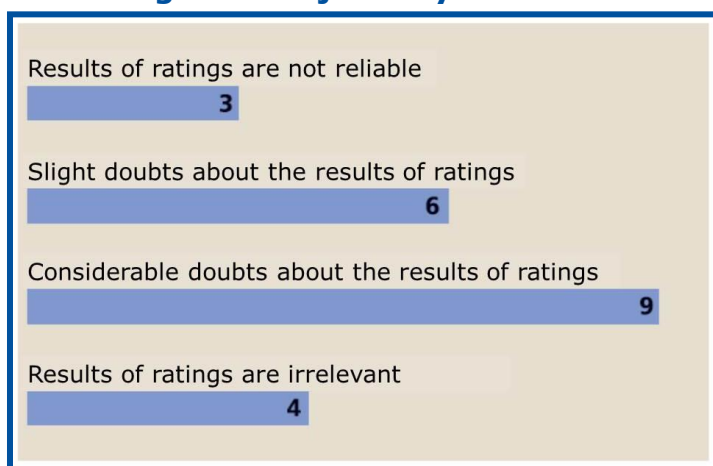 Results of ratings are not reliable
3
Slight doubts about the results of ratings
6
Considerable doubts about the results of ratings
9
Results of ratings are irrelevant
4